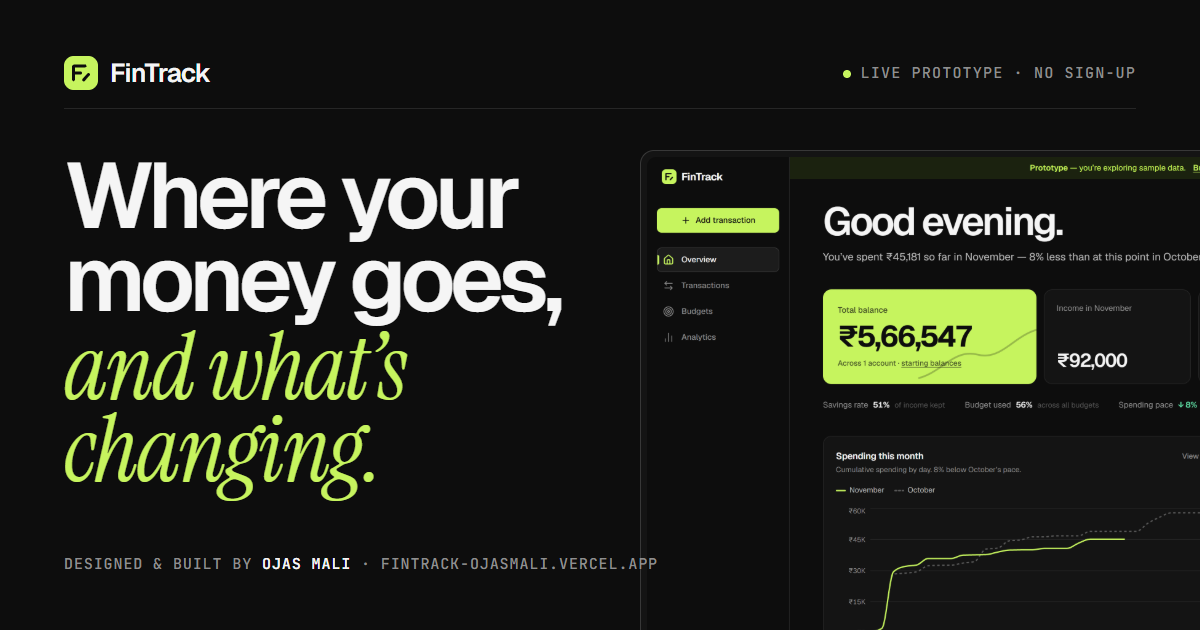 FinTrack
LIVE PROTOTYPE · NO SIGN-UP
Where your
money goes,
and what's
changing.
DESIGNED & BUILT BY OJAS MALI · FINTRACK-OJASMALI.VERCEL.APP
FinTrack
+ Add transaction
Overview
Transactions
Budgets
Analytics
Prototype — you're exploring sample data.
Good evening.
You've spent ₹45,181 so far in November — 8% less than at this point in October
Total balance
₹5,66,547
Across 1 account · starting balances
Income in November
₹92,000
Savings rate 51% of income kept
Budget used 56% across all budgets
Spending pace ↓ 8%
Spending this month
View
Cumulative spending by day. 8% below October's pace.
November
October
₹60K
₹45K
₹30K
₹15K